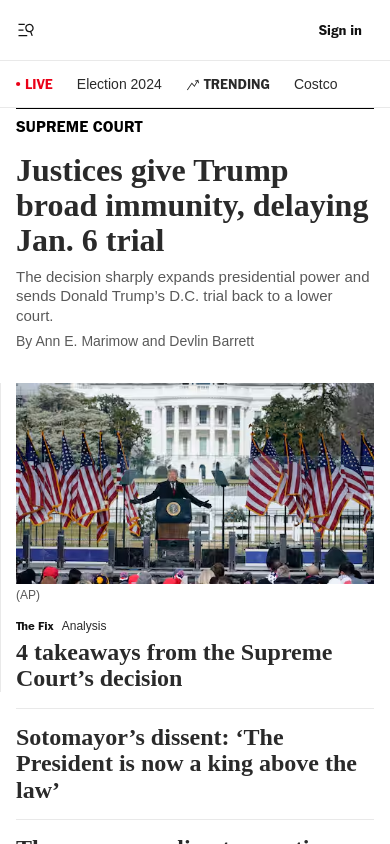 Sign in
LIVE Election 2024 TRENDING Costco
SUPREME COURT
Justices give Trump
broad immunity, delaying
Jan. 6 trial
The decision sharply expands presidential power and
sends Donald Trump’s D.C. trial back to a lower
court.
By Ann E. Marimow and Devlin Barrett
(AP)
The Fix Analysis
4 takeaways from the Supreme
Court’s decision
Sotomayor’s dissent: ‘The
President is now a king above the
law’